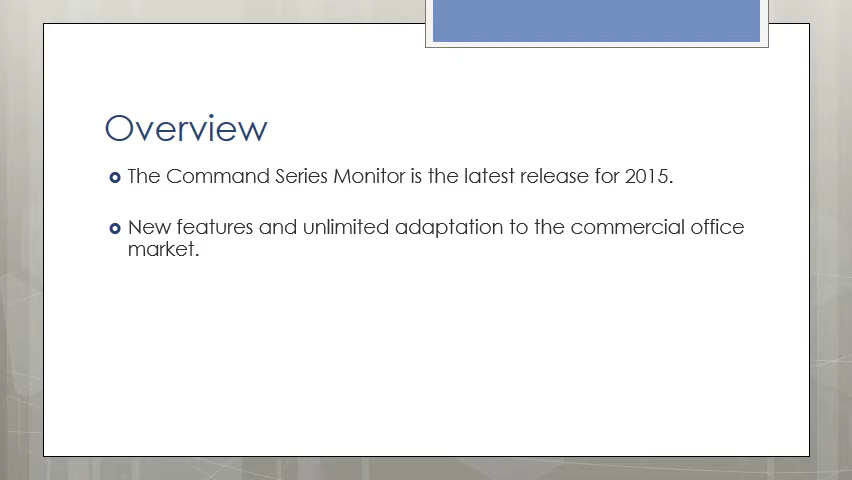 Overview
The Command Series Monitor is the latest release for 2015.
New features and unlimited adaptation to the commercial office
market.